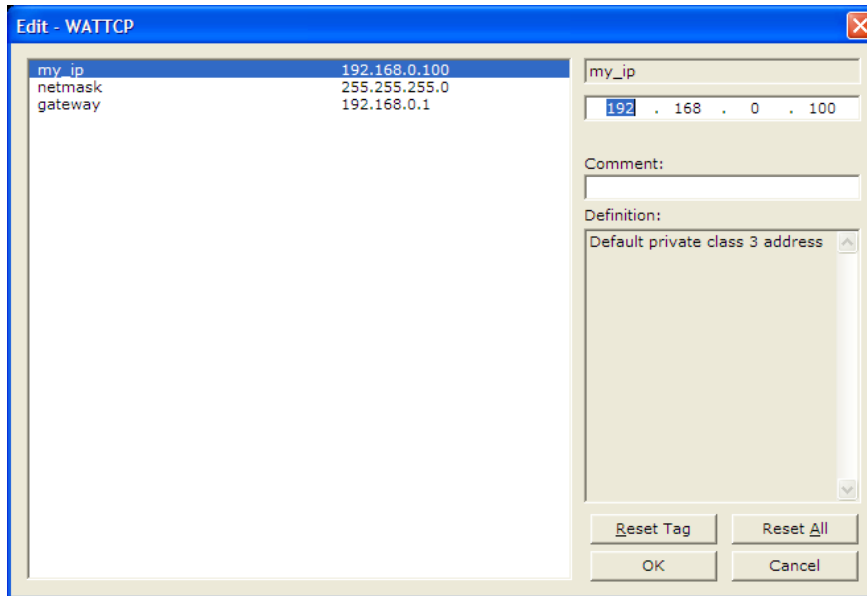 Edit - WATTCP
my_ip 192.168.0.100
netmask 255.255.255.0
gateway 192.168.0.1
my_ip
192 . 168 . 0 . 100
Comment:
Definition:
Default private class 3 address
Reset Tag Reset All
OK Cancel